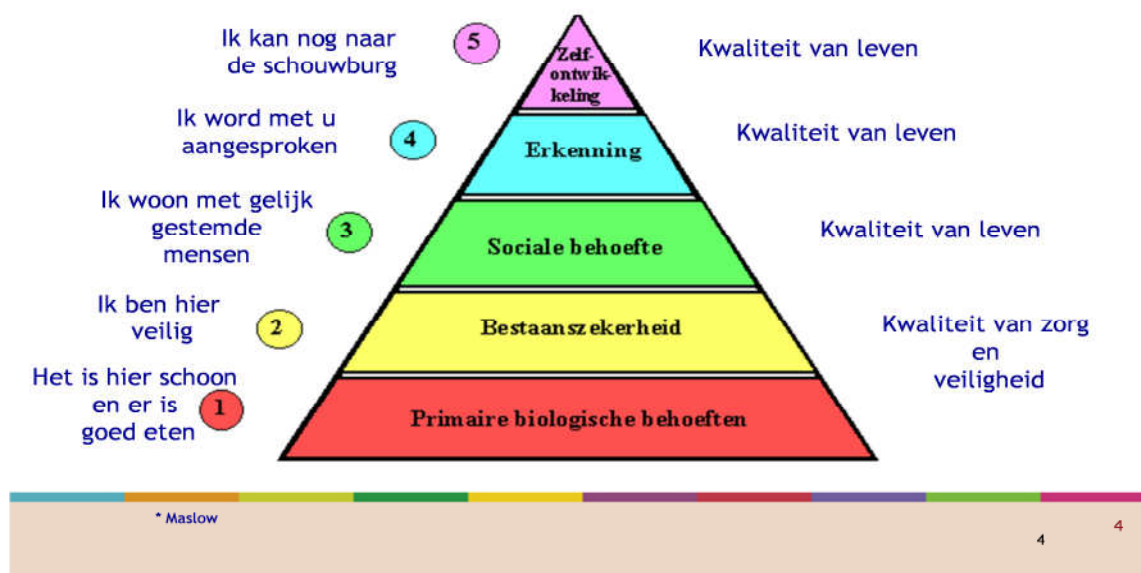 Ik kan nog naar
de schouwburg
5
Zelf-
ontwik-
keling
Kwaliteit van leven
Ik word met u
aangesproken
4
Erkenning
Kwaliteit van leven
Ik woon met gelijk
gestemde
mensen
3
Sociale behoefte
Kwaliteit van leven
Ik ben hier
veilig
2
Bestaanszekerheid
Kwaliteit van zorg
en
veiligheid
Het is hier schoon
en er is
goed eten
1
Primaire biologische behoeften
* Maslow
4
4